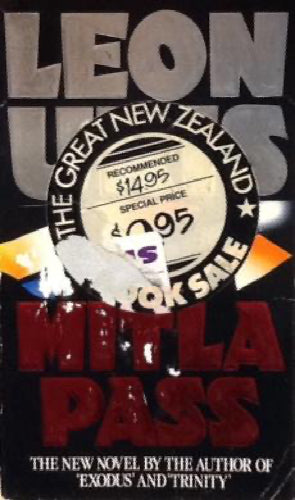 LEON
THE GREAT NEW ZEALAND
RECOMMENDED
$14.95
SPECIAL PRICE
SALE
MITLA
PASS
THE NEW NOVEL BY THE AUTHOR OF
'EXODUS' AND 'TRINITY'